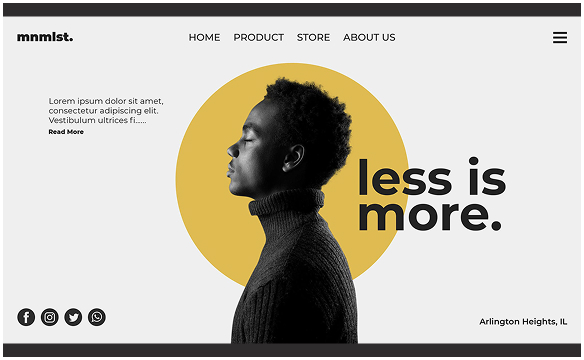 mnmlst.
HOME PRODUCT STORE ABOUT US
Lorem ipsum dolor sit amet,
consectetur adipiscing elit.
Vestibulum ultrices fi......
Read More
less is
more.
Arlington Heights, IL